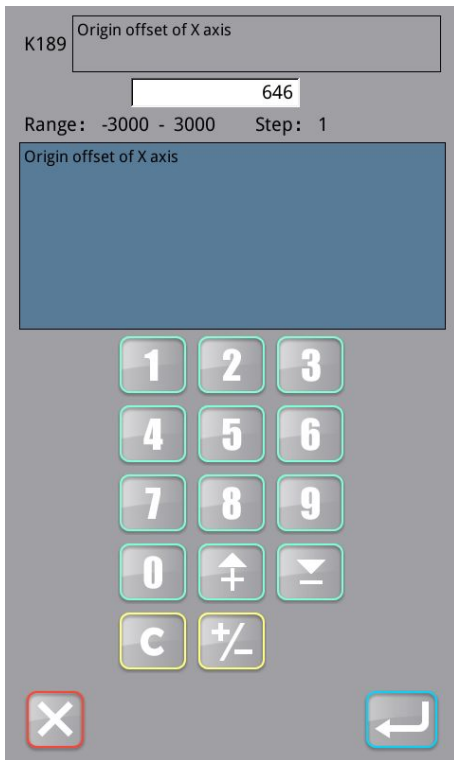 Origin offset of X axis
K189
646
Range: -3000 - 3000 Step: 1
Origin offset of X axis
1 2 3
4 5 6
7 8 9
0 + −
C +/−